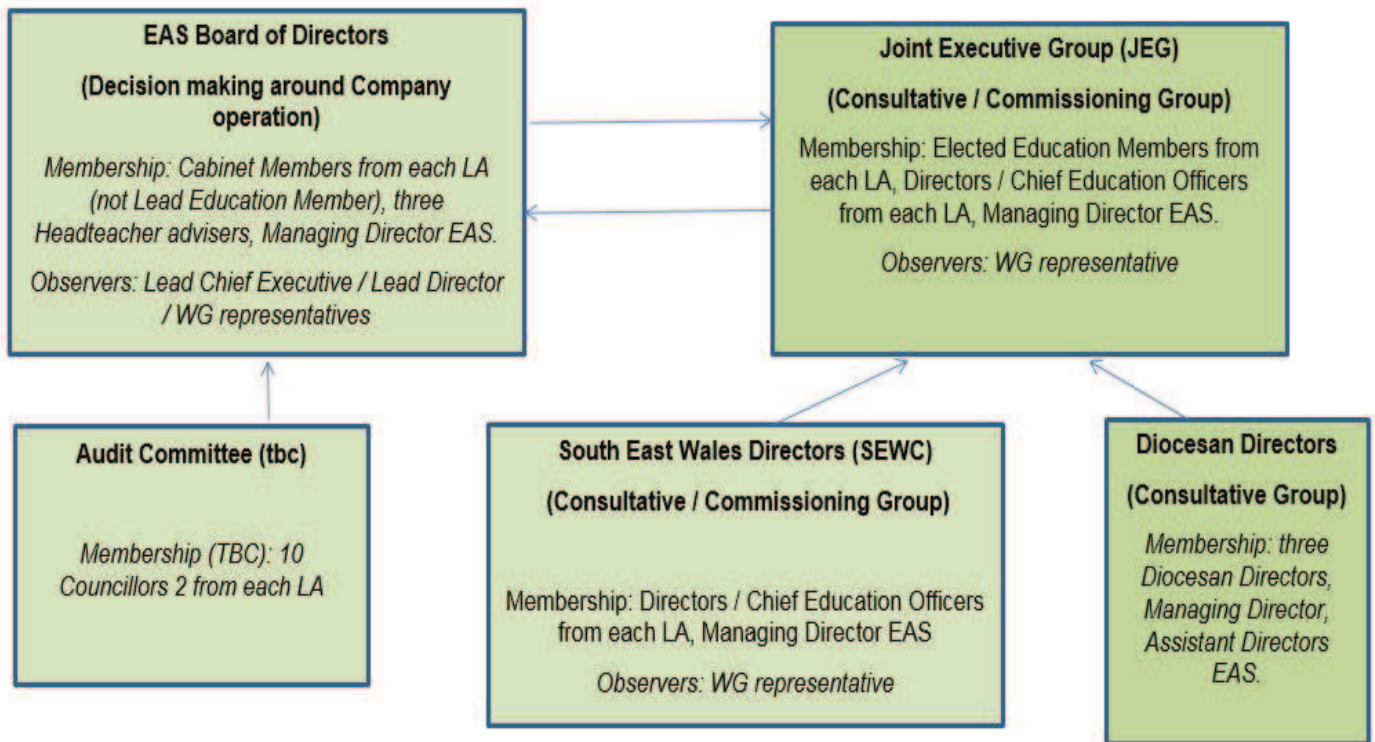 EAS Board of Directors
(Decision making around Company
operation)
Membership: Cabinet Members from each LA
(not Lead Education Member), three
Headteacher advisers, Managing Director EAS.
Observers: Lead Chief Executive / Lead Director
/ WG representatives
Joint Executive Group (JEG)
(Consultative / Commissioning Group)
Membership: Elected Education Members from
each LA, Directors / Chief Education Officers
from each LA, Managing Director EAS.
Observers: WG representative
Audit Committee (tbc)
Membership (TBC): 10
Councillors 2 from each LA
South East Wales Directors (SEWC)
(Consultative / Commissioning Group)
Membership: Directors / Chief Education Officers
from each LA, Managing Director EAS
Observers: WG representative
Diocesan Directors
(Consultative Group)
Membership: three
Diocesan Directors,
Managing Director,
Assistant Directors
EAS.